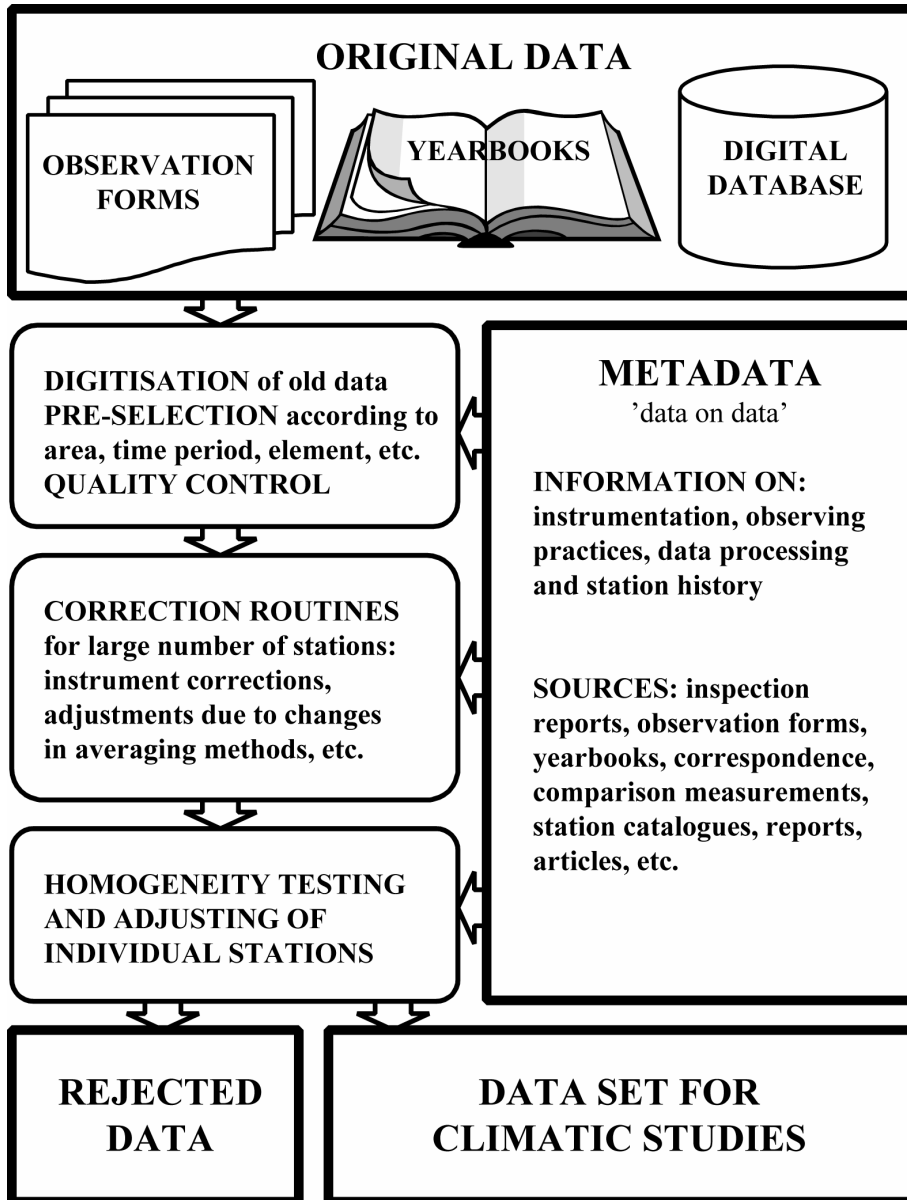 ORIGINAL DATA
OBSERVATION
FORMS
YEARBOOKS
DIGITAL
DATABASE
DIGITISATION of old data
PRE-SELECTION according to
area, time period, element, etc.
QUALITY CONTROL
METADATA
'data on data'
INFORMATION ON:
instrumentation, observing
practices, data processing
and station history
SOURCES: inspection
reports, observation forms,
yearbooks, correspondence,
comparison measurements,
station catalogues, reports,
articles, etc.
CORRECTION ROUTINES
for large number of stations:
instrument corrections,
adjustments due to changes
in averaging methods, etc.
HOMOGENEITY TESTING
AND ADJUSTING OF
INDIVIDUAL STATIONS
REJECTED
DATA
DATA SET FOR
CLIMATIC STUDIES